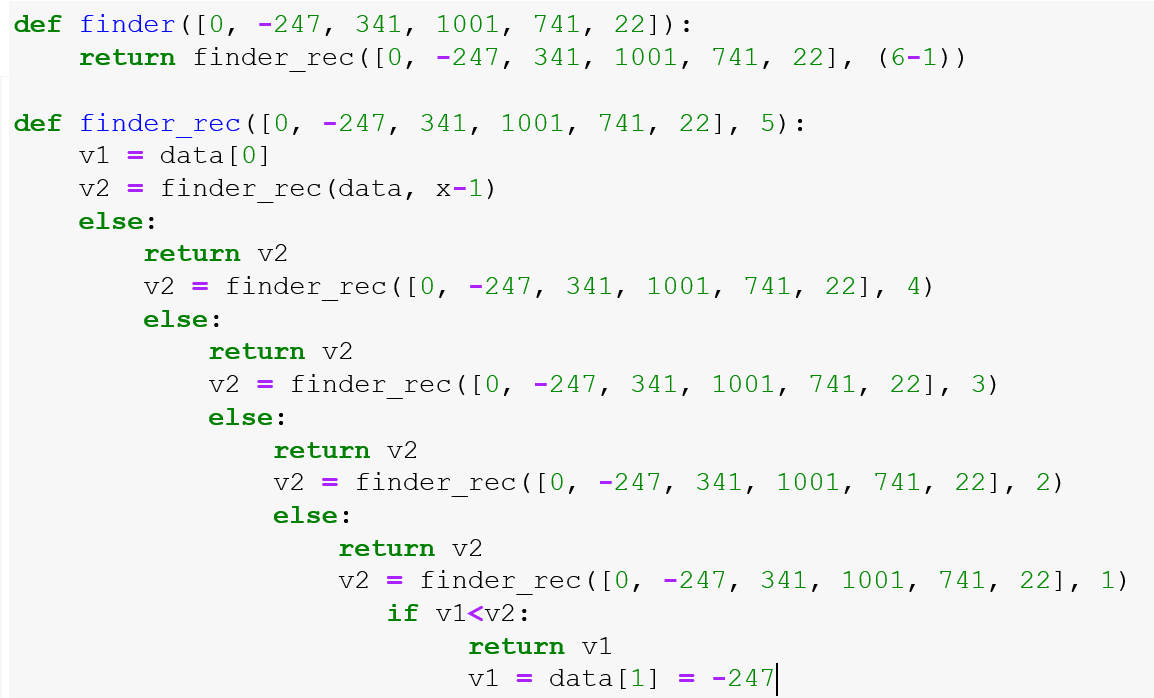 def finder([0, -247, 341, 1001, 741, 22]):
    return finder_rec([0, -247, 341, 1001, 741, 22], (6-1))

def finder_rec([0, -247, 341, 1001, 741, 22], 5):
    v1 = data[0]
    v2 = finder_rec(data, x-1)
    else:
        return v2
        v2 = finder_rec([0, -247, 341, 1001, 741, 22], 4)
        else:
            return v2
            v2 = finder_rec([0, -247, 341, 1001, 741, 22], 3)
            else:
                return v2
                v2 = finder_rec([0, -247, 341, 1001, 741, 22], 2)
                else:
                    return v2
                    v2 = finder_rec([0, -247, 341, 1001, 741, 22], 1)
                       if v1<v2:
                            return v1
                            v1 = data[1] = -247